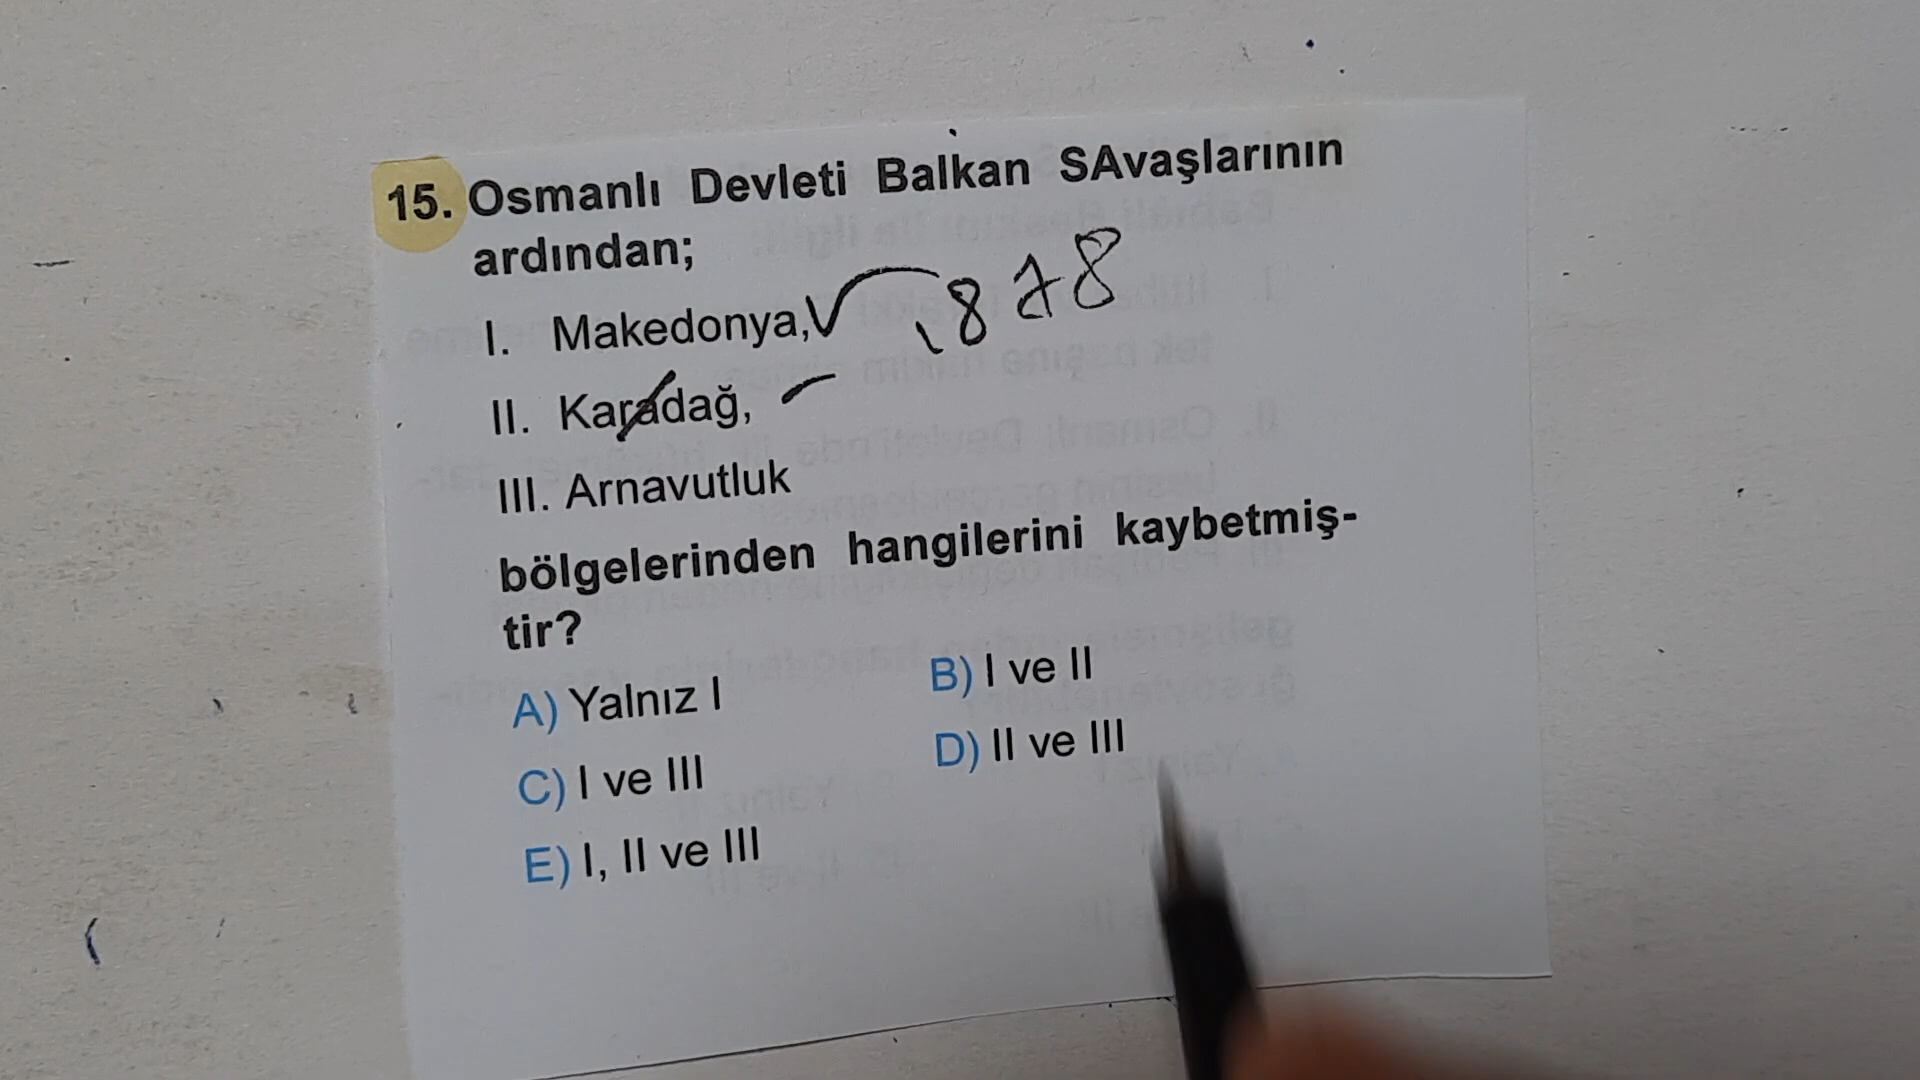 15. Osmanlı Devleti Balkan SAvaşlarının
ardından;
I. Makedonya, 1878
II. Karadağ,
III. Arnavutluk
bölgelerinden hangilerini kaybetmiş-
tir?
A) Yalnız I
B) I ve II
C) I ve III
D) II ve III
E) I, II ve III